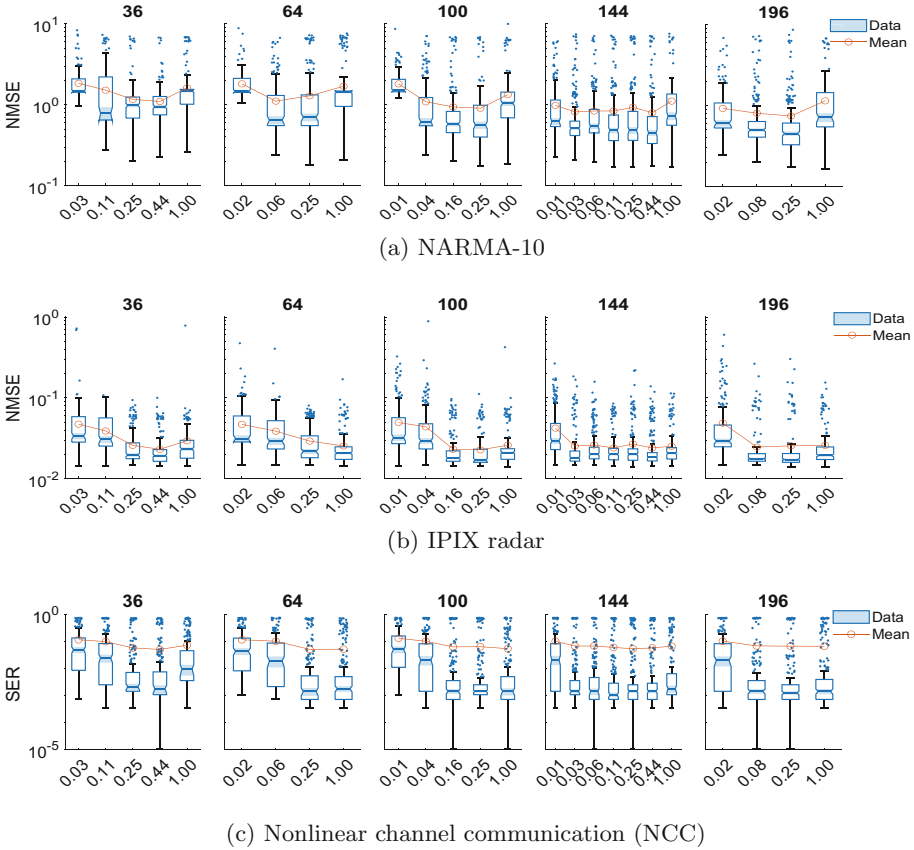 36 64 100 144 196
NMSE
10^1
10^0
10^-1
Data
Mean
0.03 0.11 0.25 0.44 1.00
0.02 0.06 0.25 1.00
0.01 0.04 0.16 0.25 1.00
0.01 0.03 0.06 0.11 0.25 0.44 1.00
0.02 0.08 0.25 1.00
(a) NARMA-10
36 64 100 144 196
NMSE
10^0
10^-1
10^-2
Data
Mean
0.03 0.11 0.25 0.44 1.00
0.02 0.06 0.25 1.00
0.01 0.04 0.16 0.25 1.00
0.01 0.03 0.06 0.11 0.25 0.44 1.00
0.02 0.08 0.25 1.00
(b) IPIX radar
36 64 100 144 196
SER
10^0
10^-5
Data
Mean
0.03 0.11 0.25 0.44 1.00
0.02 0.06 0.25 1.00
0.01 0.04 0.16 0.25 1.00
0.01 0.03 0.06 0.11 0.25 0.44 1.00
0.02 0.08 0.25 1.00
(c) Nonlinear channel communication (NCC)